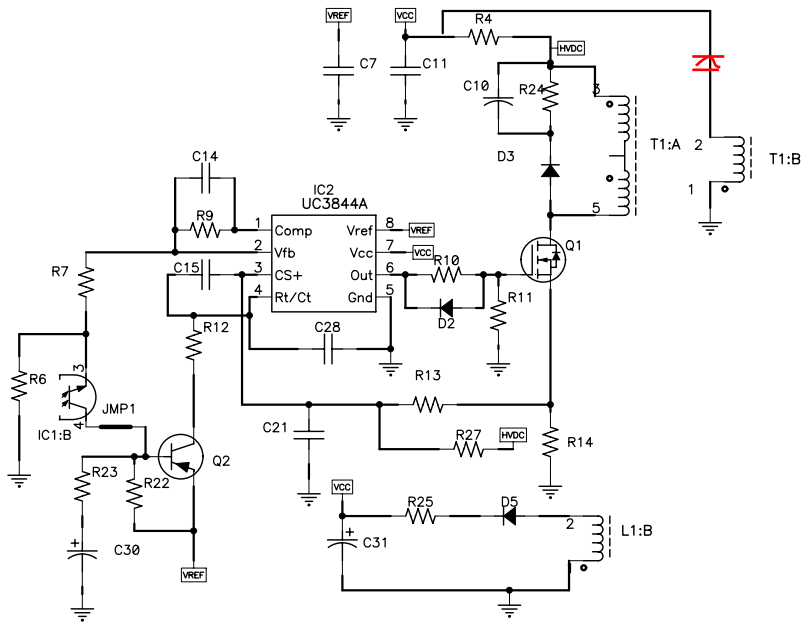 VREF
VCC
R4
HVDC
C7
C11
C10
R24
3
D3
T1:A
2
T1:B
1
5
C14
R9
IC2
UC3844A
1 Comp
Vref 8
VREF
2 Vfb
Vcc 7
VCC
3 CS+
Out 6
4 Rt/Ct
Gnd 5
R7
C15
R10
D2
R11
Q1
R12
C28
R6
3
JMP1
IC1:B
4
R13
C21
R27
HVDC
R14
R23
R22
Q2
+
C30
VREF
VCC
R25
D5
2
L1:B
+
C31